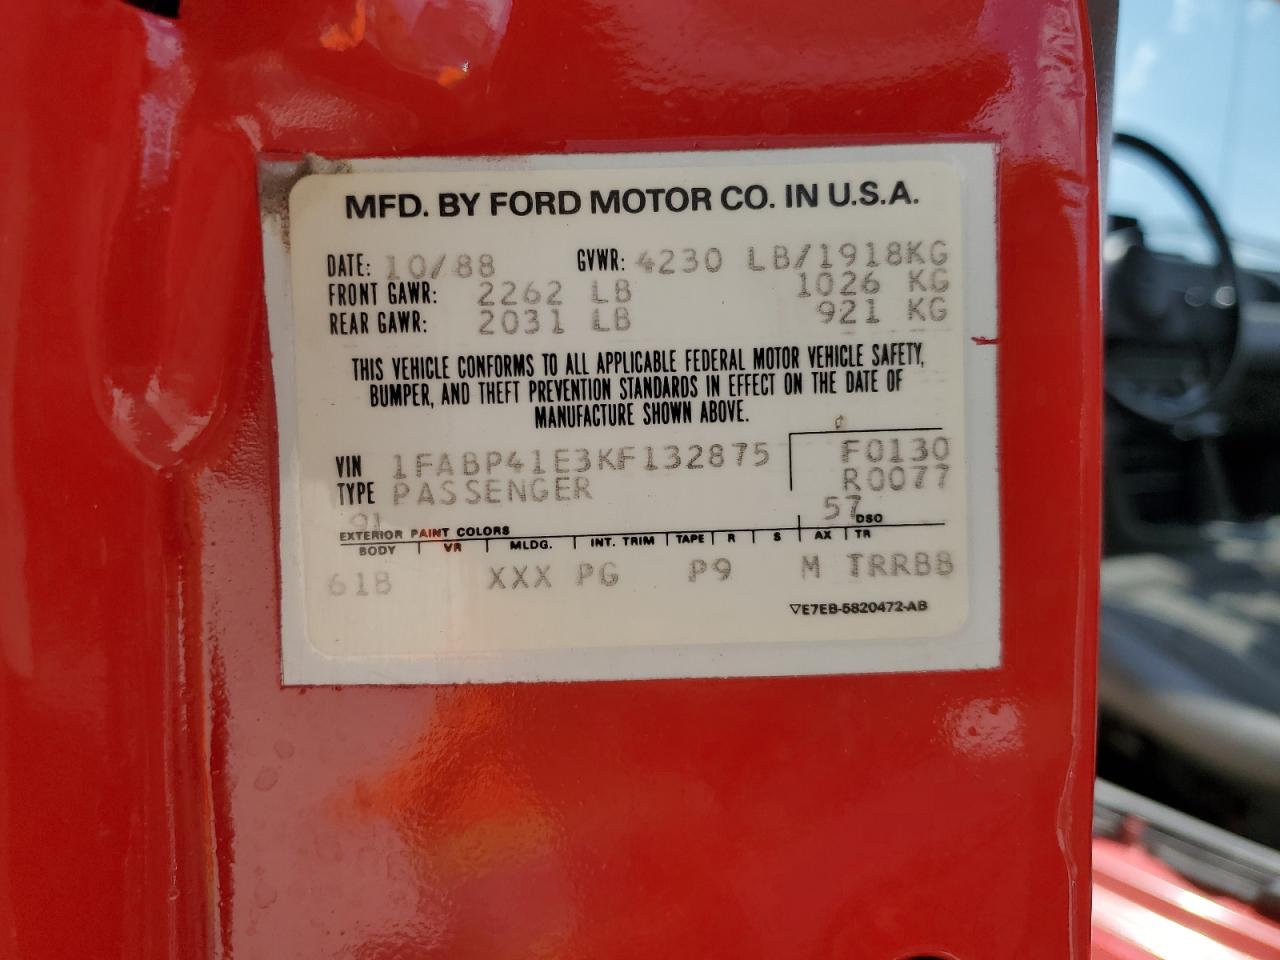 MFD. BY FORD MOTOR CO. IN U.S.A.
DATE: 10/88 GVWR: 4230 LB/1918KG
FRONT GAWR: 2262 LB 1026 KG
REAR GAWR: 2031 LB 921 KG
THIS VEHICLE CONFORMS TO ALL APPLICABLE FEDERAL MOTOR VEHICLE SAFETY,
BUMPER, AND THEFT PREVENTION STANDARDS IN EFFECT ON THE DATE OF
MANUFACTURE SHOWN ABOVE.
¢
VIN 1FABP41E3KF132875 F0130
TYPE PASSENGER R0077
91 57 DSO
EXTERIOR PAINT COLORS
BODY VR MLDG. INT. TRIM TAPE R S AX TR
61B XXX PG P9 M TRRB8
▽E7EB-5820472-AB